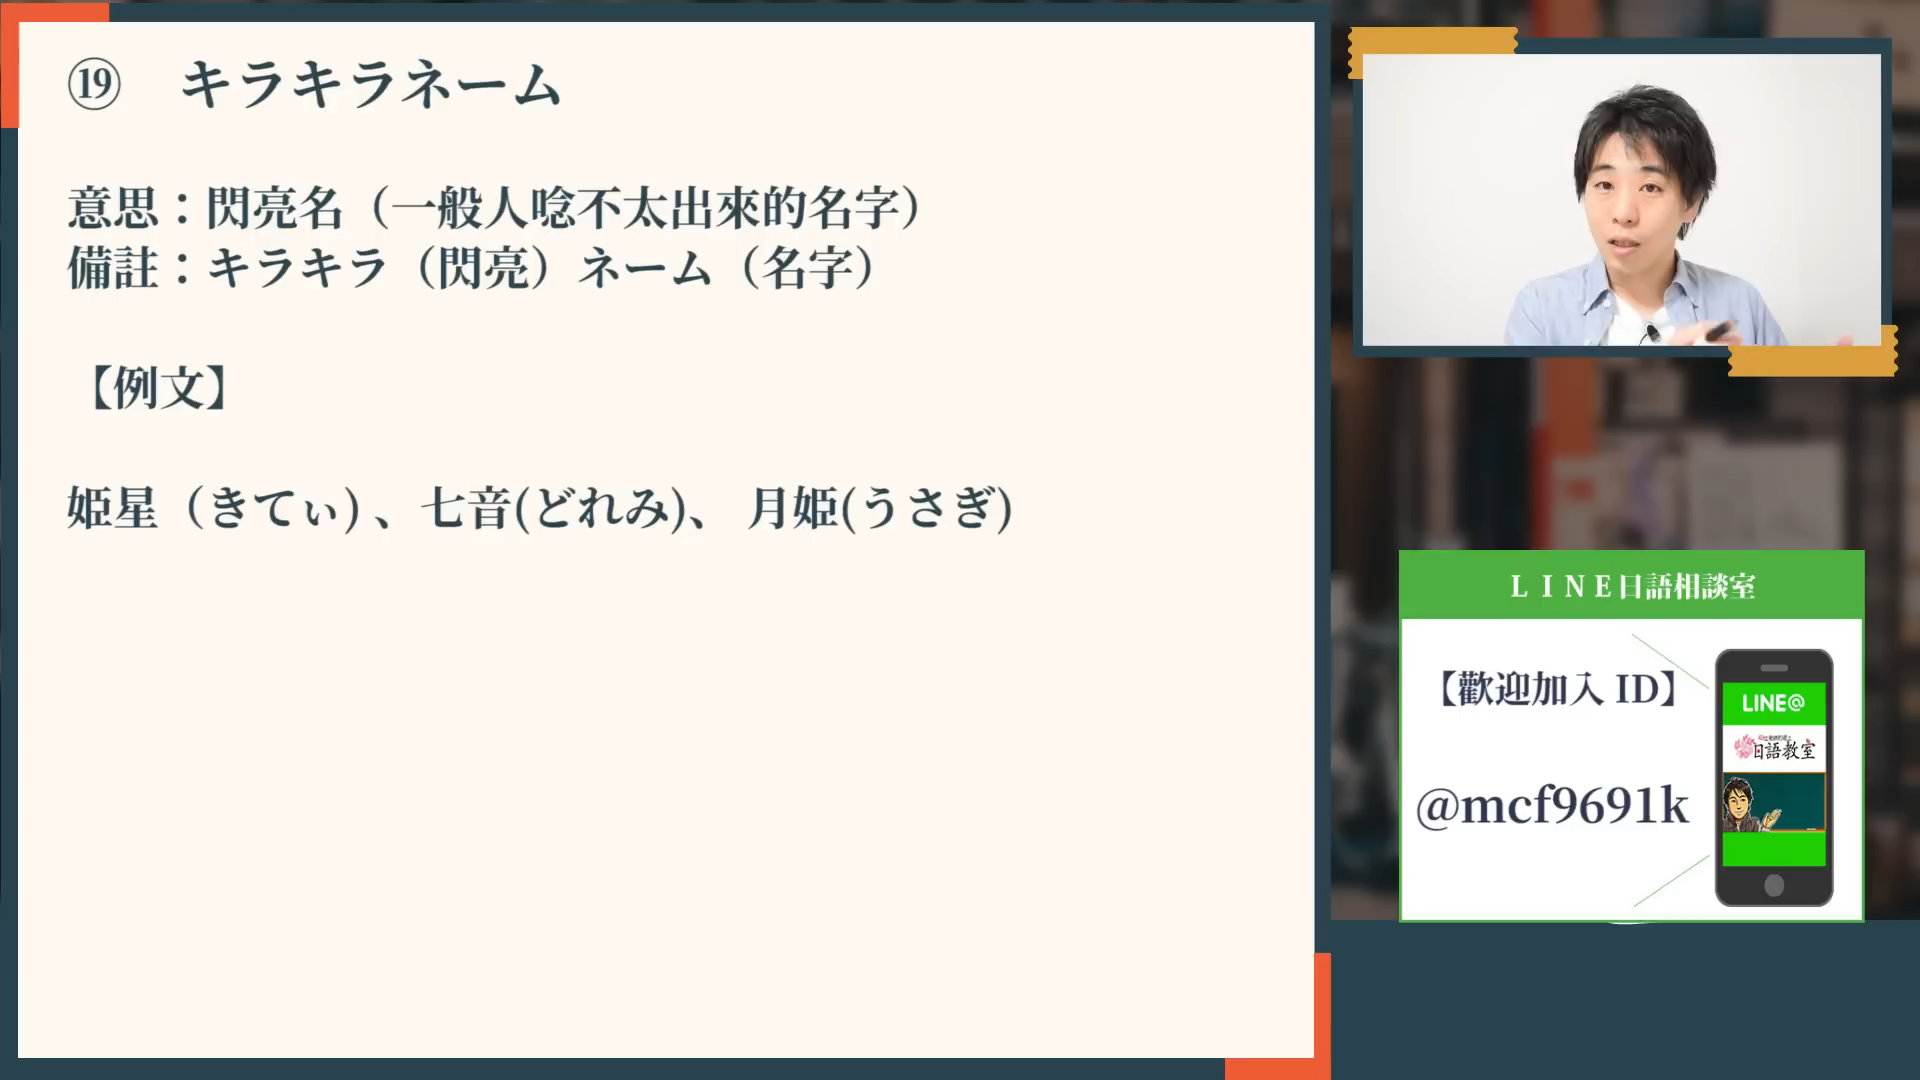 ⑲　キラキラネーム
意思：閃亮名（一般人唸不太出來的名字）
備註：キラキラ（閃亮）ネーム（名字）
【例文】
姫星（きてぃ)、七音(どれみ)、 月姫(うさぎ)
ＬＩＮＥ日語相談室
【歡迎加入 ID】
@mcf9691k
LINE@
日語教室